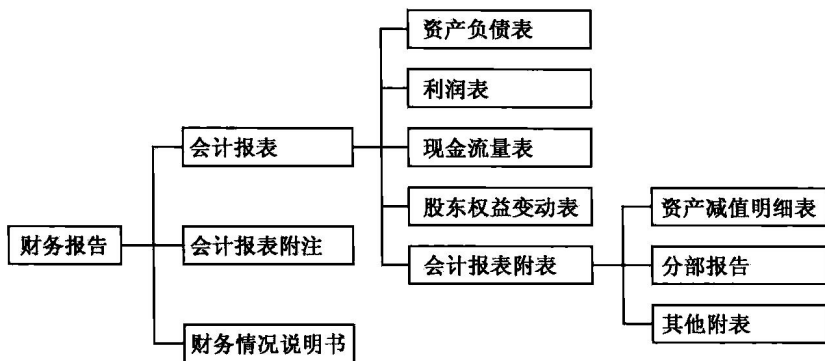 资产负债表
利润表
会计报表
现金流量表
股东权益变动表
资产减值明细表
财务报告
会计报表附注
会计报表附表
分部报告
其他附表
财务情况说明书